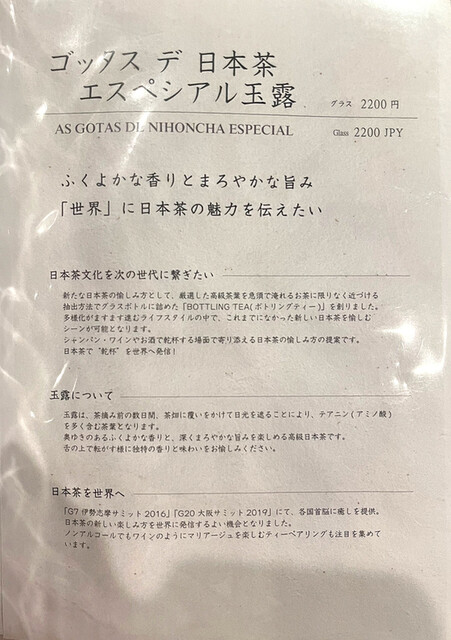 ゴッタス デ 日本茶
エスペシアル玉露
グラス 2200 円
AS GOTAS DE NIHONCHA ESPECIAL
Glass 2200 JPY
ふくよかな香りとまろやかな旨み
「世界」に日本茶の魅力を伝えたい
日本茶文化を次の世代に繋ぎたい
新たな日本茶の愉しみ方として、厳選した高級茶葉を急須で淹れるお茶に限りなく近づける
抽出方法でグラスボトルに詰めた「BOTTLING TEA(ボトリングティー)」を創りました。
多様化がますます進むライフスタイルの中で、これまでになかった新しい日本茶を愉しむ
シーンが可能となります。
シャンパン・ワインやお酒で乾杯する場面で寄り添える日本茶の愉しみ方の提案です。
日本茶で“乾杯”を世界へ発信！
玉露について
玉露は、茶摘み前の数日間、茶畑に覆いをかけて日光を遮ることにより、テアニン(アミノ酸)
を多く含む茶葉となります。
奥ゆきのあるふくよかな香りと、深くまろやかな旨みを楽しめる高級日本茶です。
舌の上で転がす様に独特の香りと味わいをお愉しみください。
日本茶を世界へ
「G7 伊勢志摩サミット 2016」「G20 大阪サミット 2019」にて、各国首脳に癒しを提供。
日本茶の新しい楽しみ方を世界に発信するよい機会となりました。
ノンアルコールでもワインのようにマリアージュを楽しむティーペアリングも注目を集めて
います。